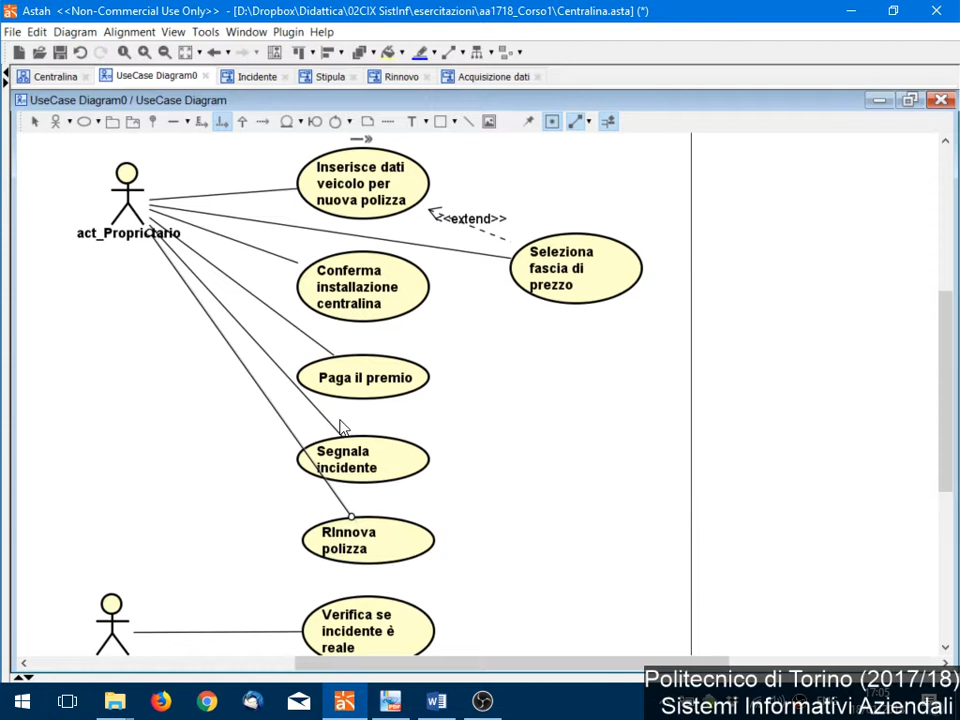 Astah <<Non-Commercial Use Only>> - [D:\Dropbox\Didattica\02CIX SistInf\esercitazioni\aa1718_Corso1\Centralina.asta] (*)
File Edit Diagram Alignment View Tools Window Plugin Help
Centralina UseCase Diagram0 Incidente Stipula Rinnovo Acquisizione dati
UseCase Diagram0 / UseCase Diagram
Inserisce dati
veicolo per
nuova polizza
<<extend>>
act_Proprietario
Seleziona
fascia di
prezzo
Conferma
installazione
centralina
Paga il premio
Segnala
incidente
RInnova
polizza
Verifica se
incidente è
reale
Politecnico di Torino (2017/18)
17:05
Sistemi Informativi Aziendali